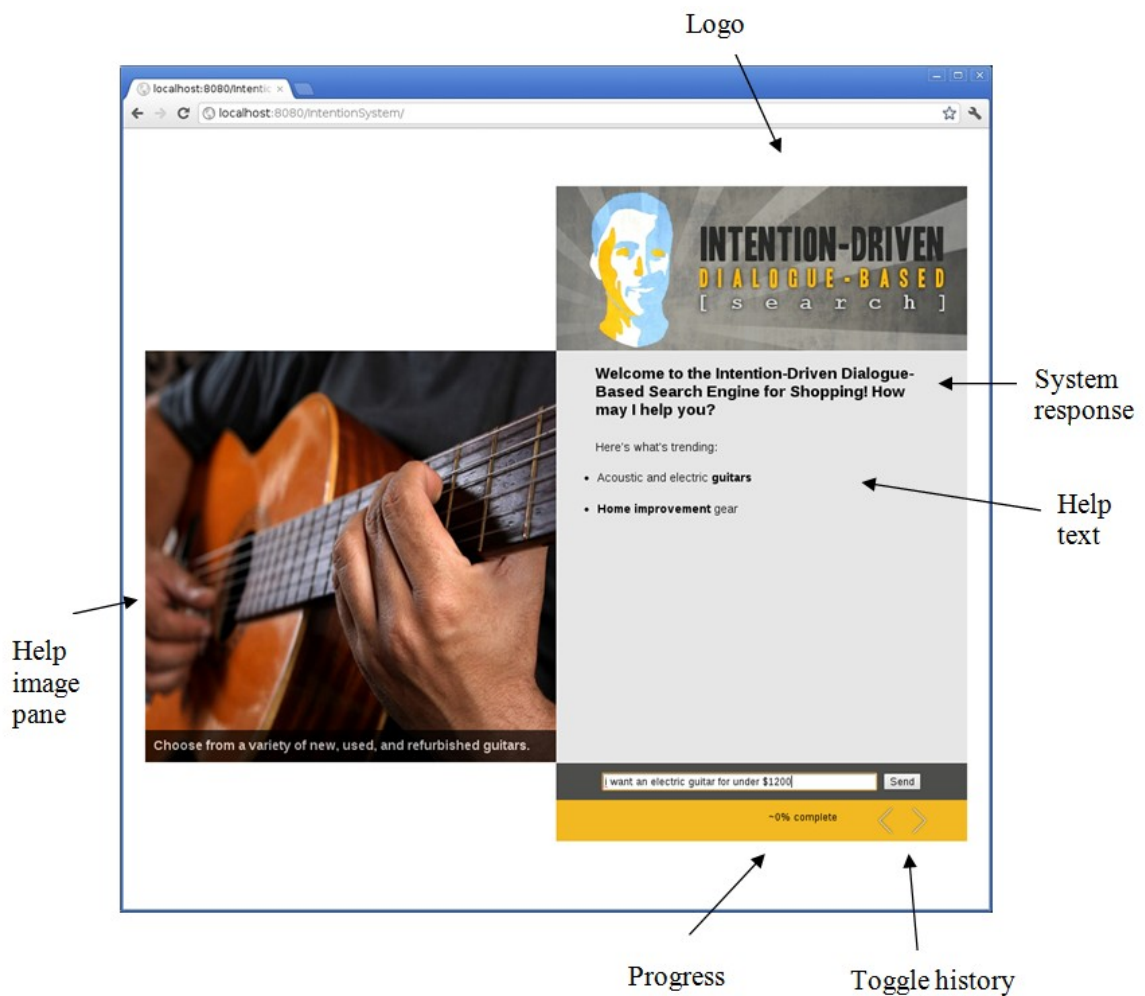 Logo
localhost:8080/Intentic
localhost:8080/IntentionSystem/
INTENTION-DRIVEN
DIALOGUE-BASED
[search]
Welcome to the Intention-Driven Dialogue-
Based Search Engine for Shopping! How
may I help you?
System
response
Here's what's trending:
• Acoustic and electric guitars
• Home improvement gear
Help
text
Help
image
pane
Choose from a variety of new, used, and refurbished guitars.
i want an electric guitar for under $1200
Send
~0% complete
Progress
Toggle history